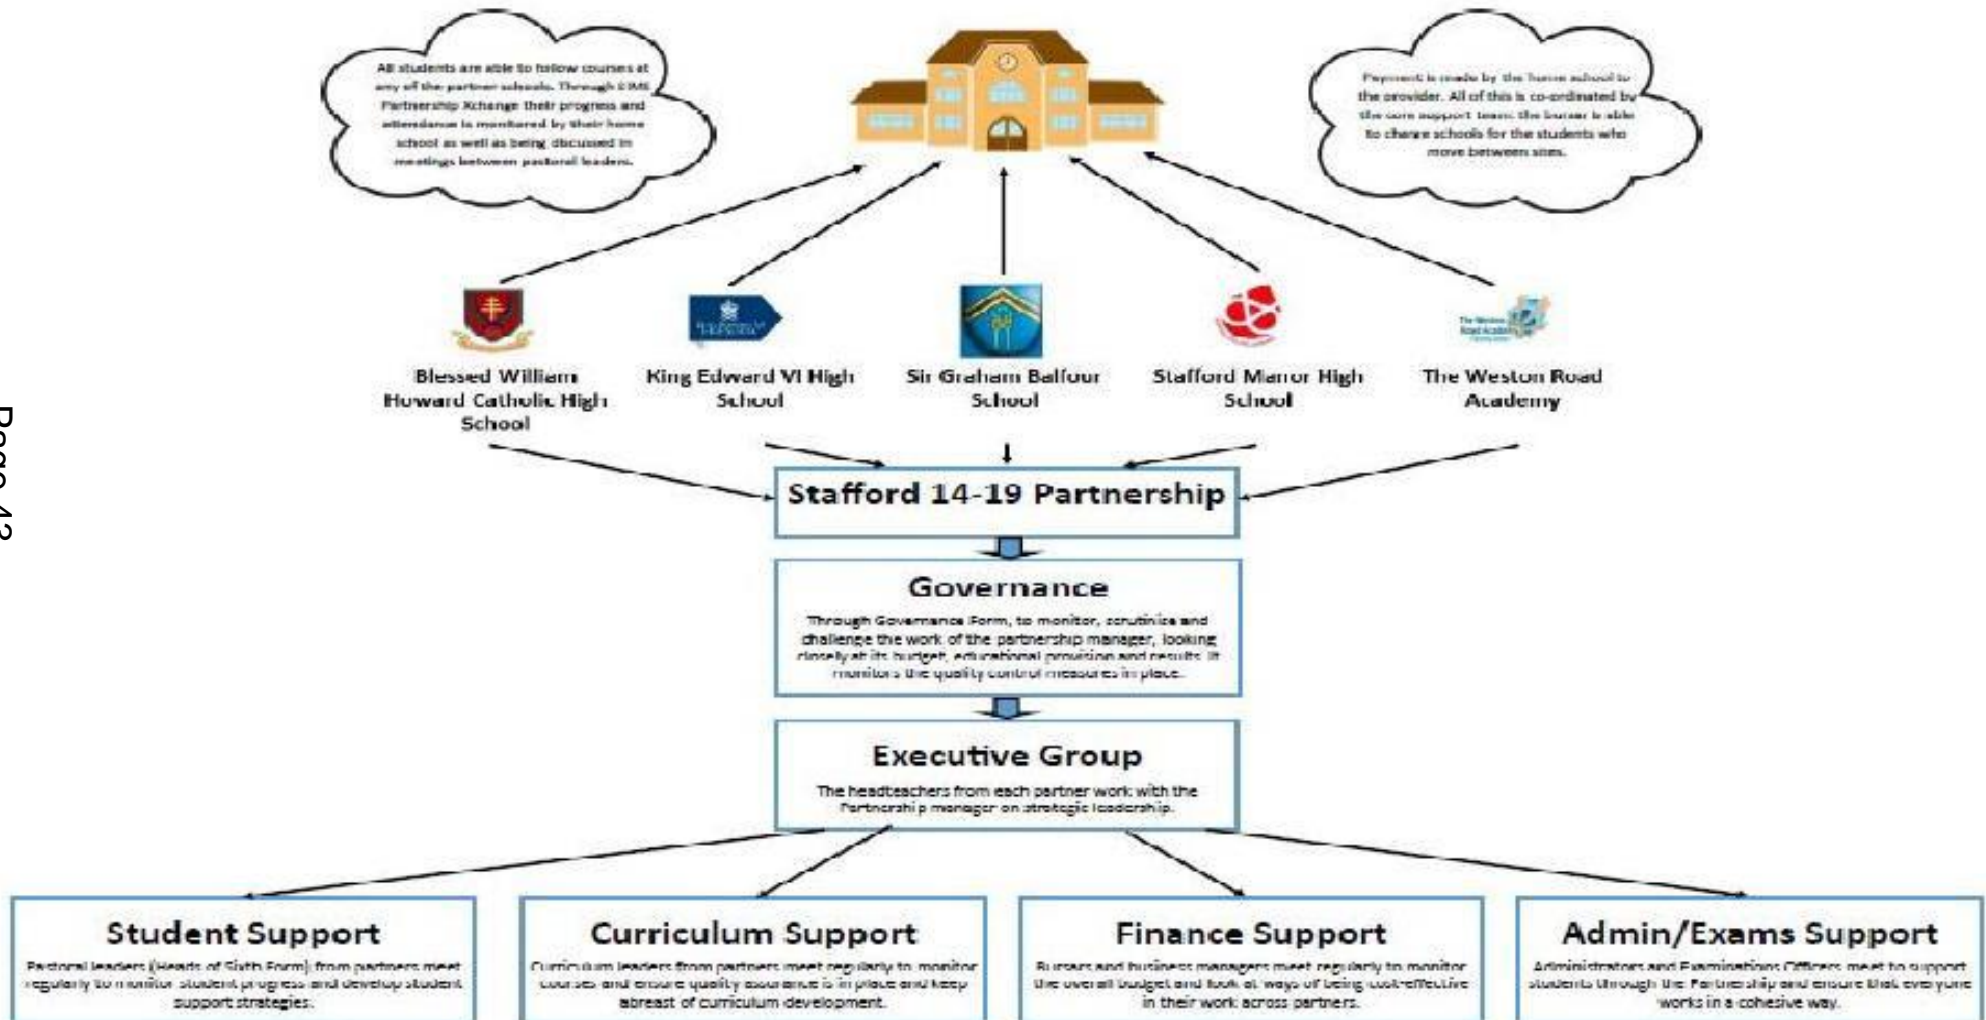 All students are able to follow courses at
any of the partner schools. Through SIMS
Partnership Xchange their progress and
attendance is monitored by their home
school as well as being discussed in
meetings between pastoral leaders.
Payment is made by the home school to
the provider. All of this is co-ordinated by
the core support team: the bursar is able
to charge schools for the students who
move between sites.
The Weston
Road Academy
Blessed William
Howard Catholic High
School
King Edward VI High
School
Sir Graham Balfour
School
Stafford Manor High
School
The Weston Road
Academy
Page 43
Stafford 14-19 Partnership
Governance
Through Governance Form, to monitor, scrutinise and
challenge the work of the partnership manager, looking
closely at its budget, educational provision and results. It
monitors the quality control measures in place.
Executive Group
The headteachers from each partner work with the
Partnership manager on strategic leadership.
Student Support
Pastoral leaders (Heads of Sixth Form) from partners meet
regularly to monitor student progress and develop student
support strategies.
Curriculum Support
Curriculum leaders from partners meet regularly to monitor
courses and ensure quality assurance is in place and keep
abreast of curriculum development.
Finance Support
Bursars and business managers meet regularly to monitor
the overall budget and look at ways of being cost-effective
in their work across partners.
Admin/Exams Support
Administrators and Examinations Officers meet to support
students through the Partnership and ensure that everyone
works in a cohesive way.